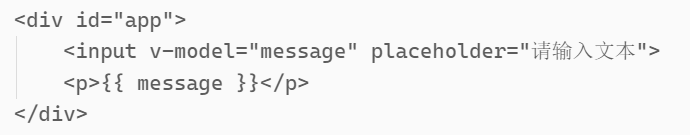 <div id="app">
    <input v-model="message" placeholder="请输入文本">
    <p>{{ message }}</p>
</div>